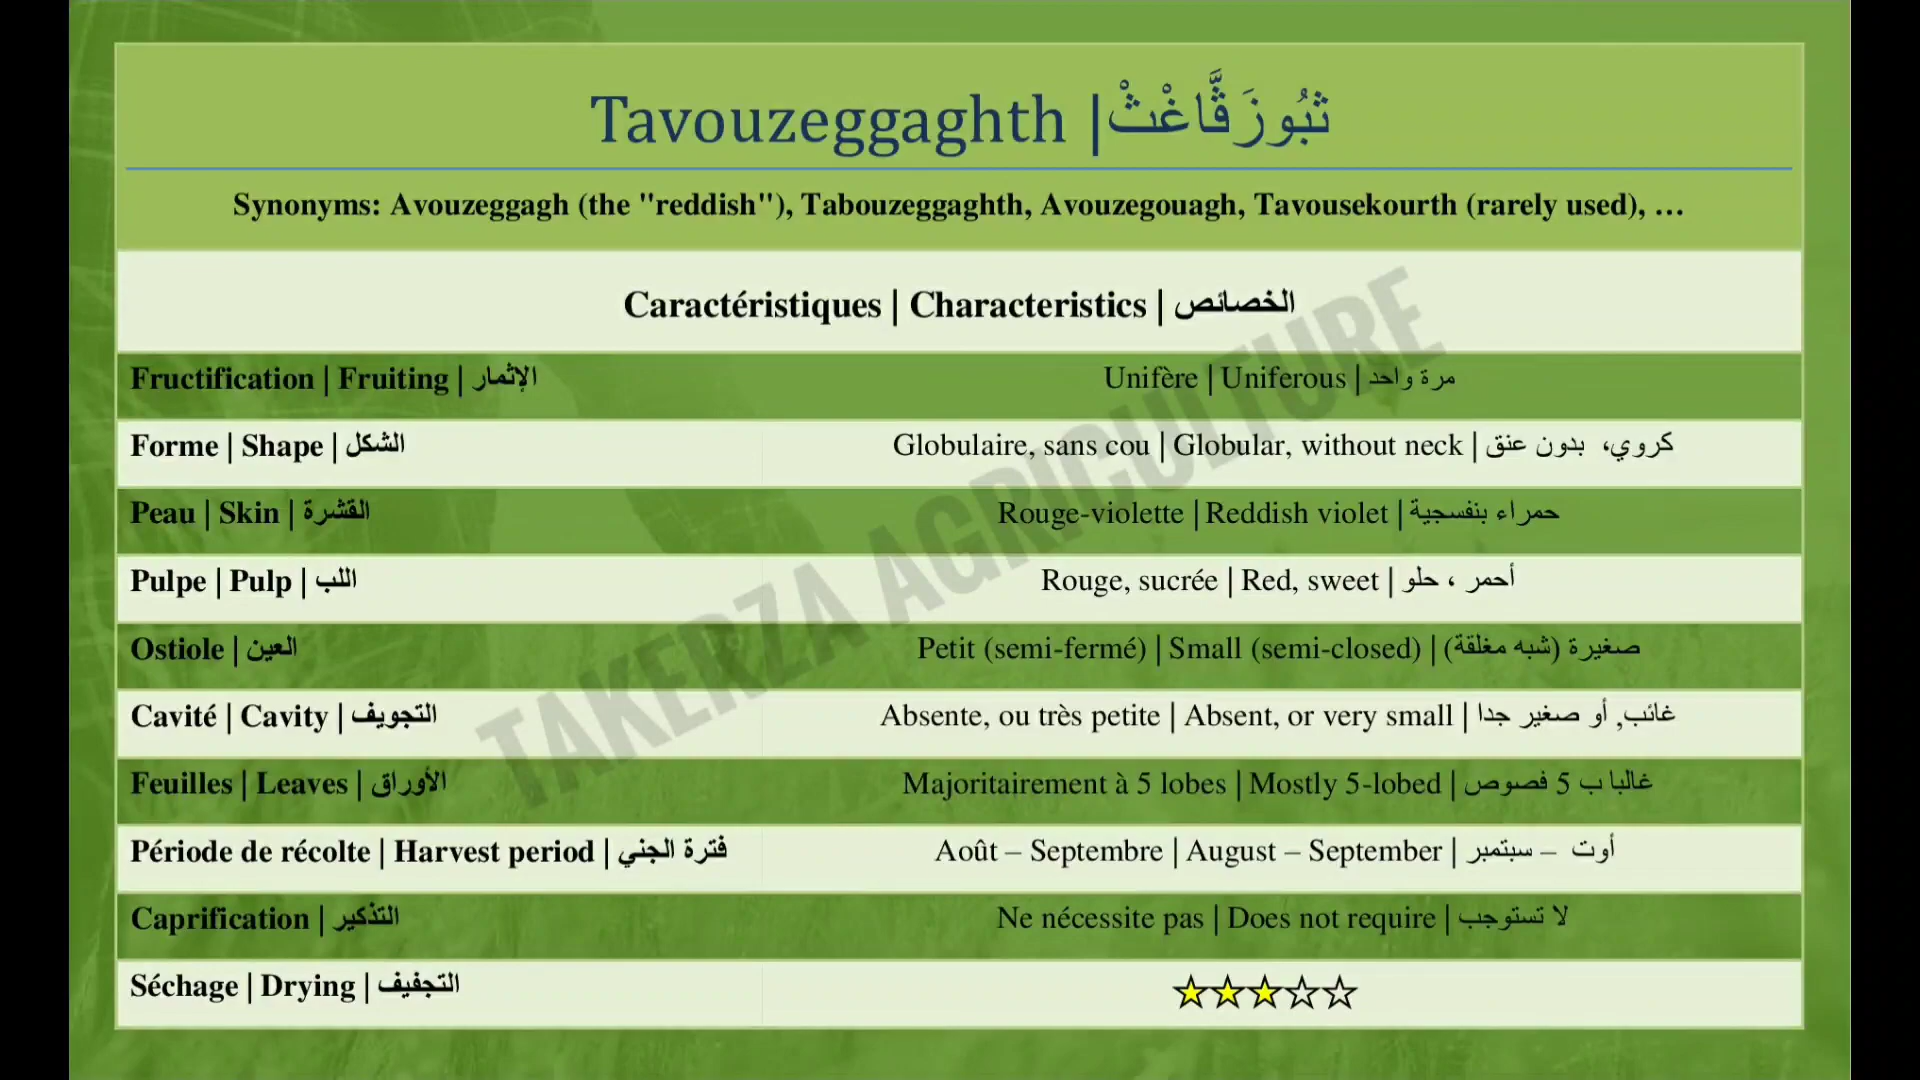 Tavouzeggaghth | ثَبُوزَڤَّاغْثْ
Synonyms: Avouzeggagh (the "reddish"), Tabouzeggaghth, Avouzegouagh, Tavousekourth (rarely used), …
Caractéristiques | Characteristics | الخصائص
Fructification | Fruiting | الإثمار
Unifère | Uniferous | مرة واحد
Forme | Shape | الشكل
Globulaire, sans cou | Globular, without neck | كروي، بدون عنق
Peau | Skin | القشرة
Rouge-violette | Reddish violet | حمراء بنفسجية
Pulpe | Pulp | اللب
Rouge, sucrée | Red, sweet | أحمر ، حلو
Ostiole | العين
Petit (semi-fermé) | Small (semi-closed) | صغيرة (شبه مغلقة)
Cavité | Cavity | التجويف
Absente, ou très petite | Absent, or very small | غائب, أو صغير جدا
Feuilles | Leaves | الأوراق
Majoritairement à 5 lobes | Mostly 5-lobed | غالبا ب 5 فصوص
Période de récolte | Harvest period | فترة الجني
Août – Septembre | August – September | أوت – سبتمبر
Caprification | التذكير
Ne nécessite pas | Does not require | لا تستوجب
Séchage | Drying | التجفيف
TAKERZA AGRICULTURE